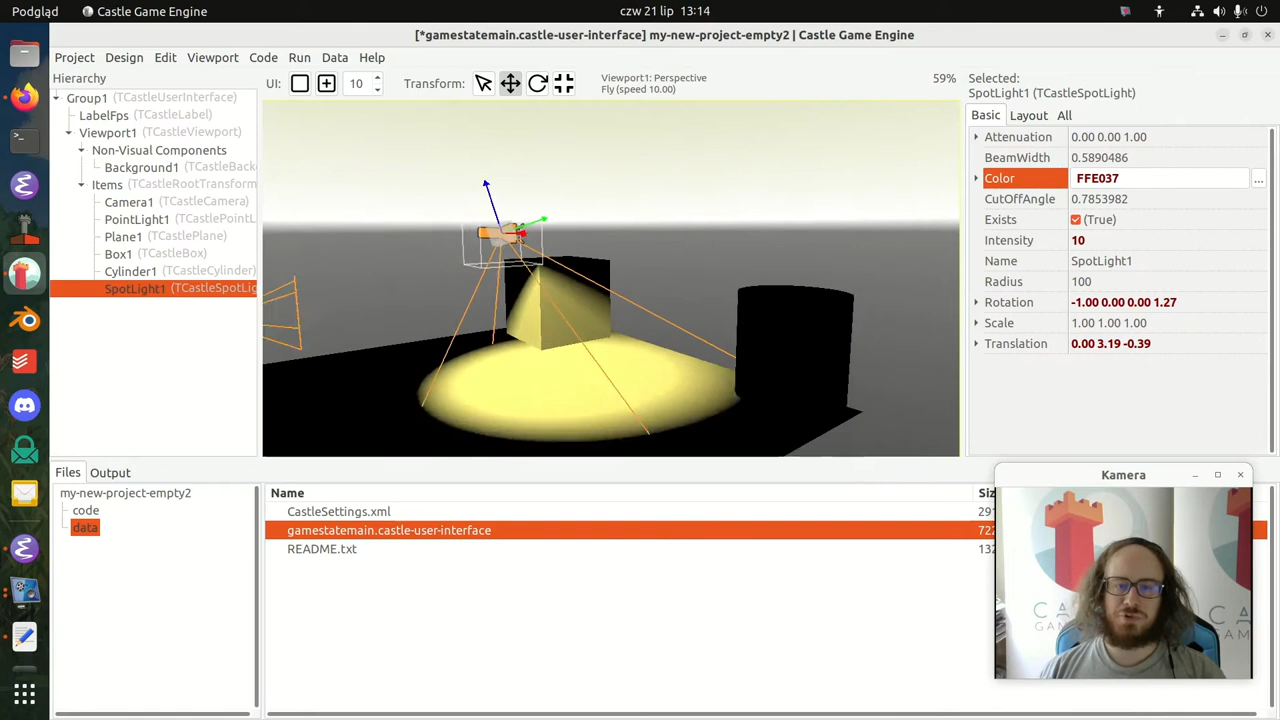 Podgląd
Castle Game Engine
czw 21 lip 13:14
[*gamestatemain.castle-user-interface] my-new-project-empty2 | Castle Game Engine
Project Design Edit Viewport Code Run Data Help
Hierarchy
Group1 (TCastleUserInterface)
LabelFps (TCastleLabel)
Viewport1 (TCastleViewport)
Non-Visual Components
Background1 (TCastleBac
Items (TCastleRootTransform
Camera1 (TCastleCamera)
PointLight1 (TCastlePointL
Plane1 (TCastlePlane)
Box1 (TCastleBox)
Cylinder1 (TCastleCylinder)
SpotLight1 (TCastleSpotLig
UI: 10 Transform:
Viewport1: Perspective
Fly (speed 10.00)
59%
Selected:
SpotLight1 (TCastleSpotLight)
Basic Layout All
Attenuation 0.00 0.00 1.00
BeamWidth 0.5890486
Color FFE037 ...
CutOffAngle 0.7853982
Exists (True)
Intensity 10
Name SpotLight1
Radius 100
Rotation -1.00 0.00 0.00 1.27
Scale 1.00 1.00 1.00
Translation 0.00 3.19 -0.39
Files Output
my-new-project-empty2
code
data
Name Siz
CastleSettings.xml 291
gamestatemain.castle-user-interface 722
README.txt 132
Kamera